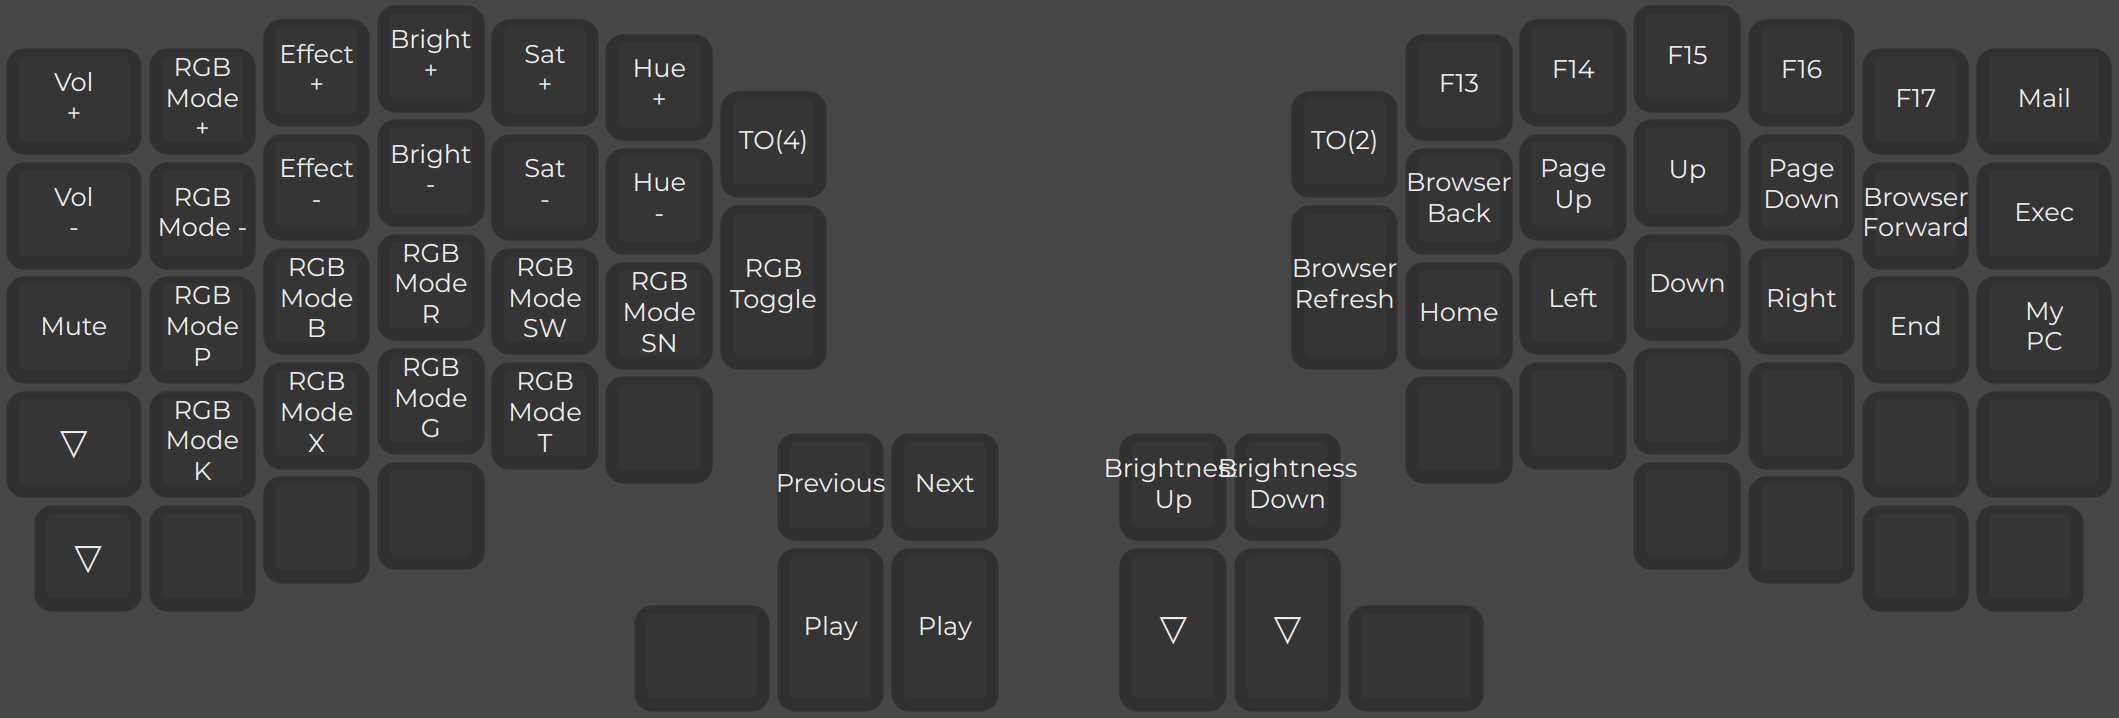 Vol
+
RGB
Mode
+
Effect
+
Bright
+
Sat
+
Hue
+
TO(4)
Vol
-
RGB
Mode -
Effect
-
Bright
-
Sat
-
Hue
-
RGB
Toggle
Mute
RGB
Mode
P
RGB
Mode
B
RGB
Mode
R
RGB
Mode
SW
RGB
Mode
SN
▽
RGB
Mode
K
RGB
Mode
X
RGB
Mode
G
RGB
Mode
T
▽
Previous
Next
Play
Play
TO(2)
F13
F14
F15
F16
F17
Mail
Browser
Refresh
Browser
Back
Page
Up
Up
Page
Down
Browser
Forward
Exec
Home
Left
Down
Right
End
My
PC
Brightness
Up
Brightness
Down
▽
▽